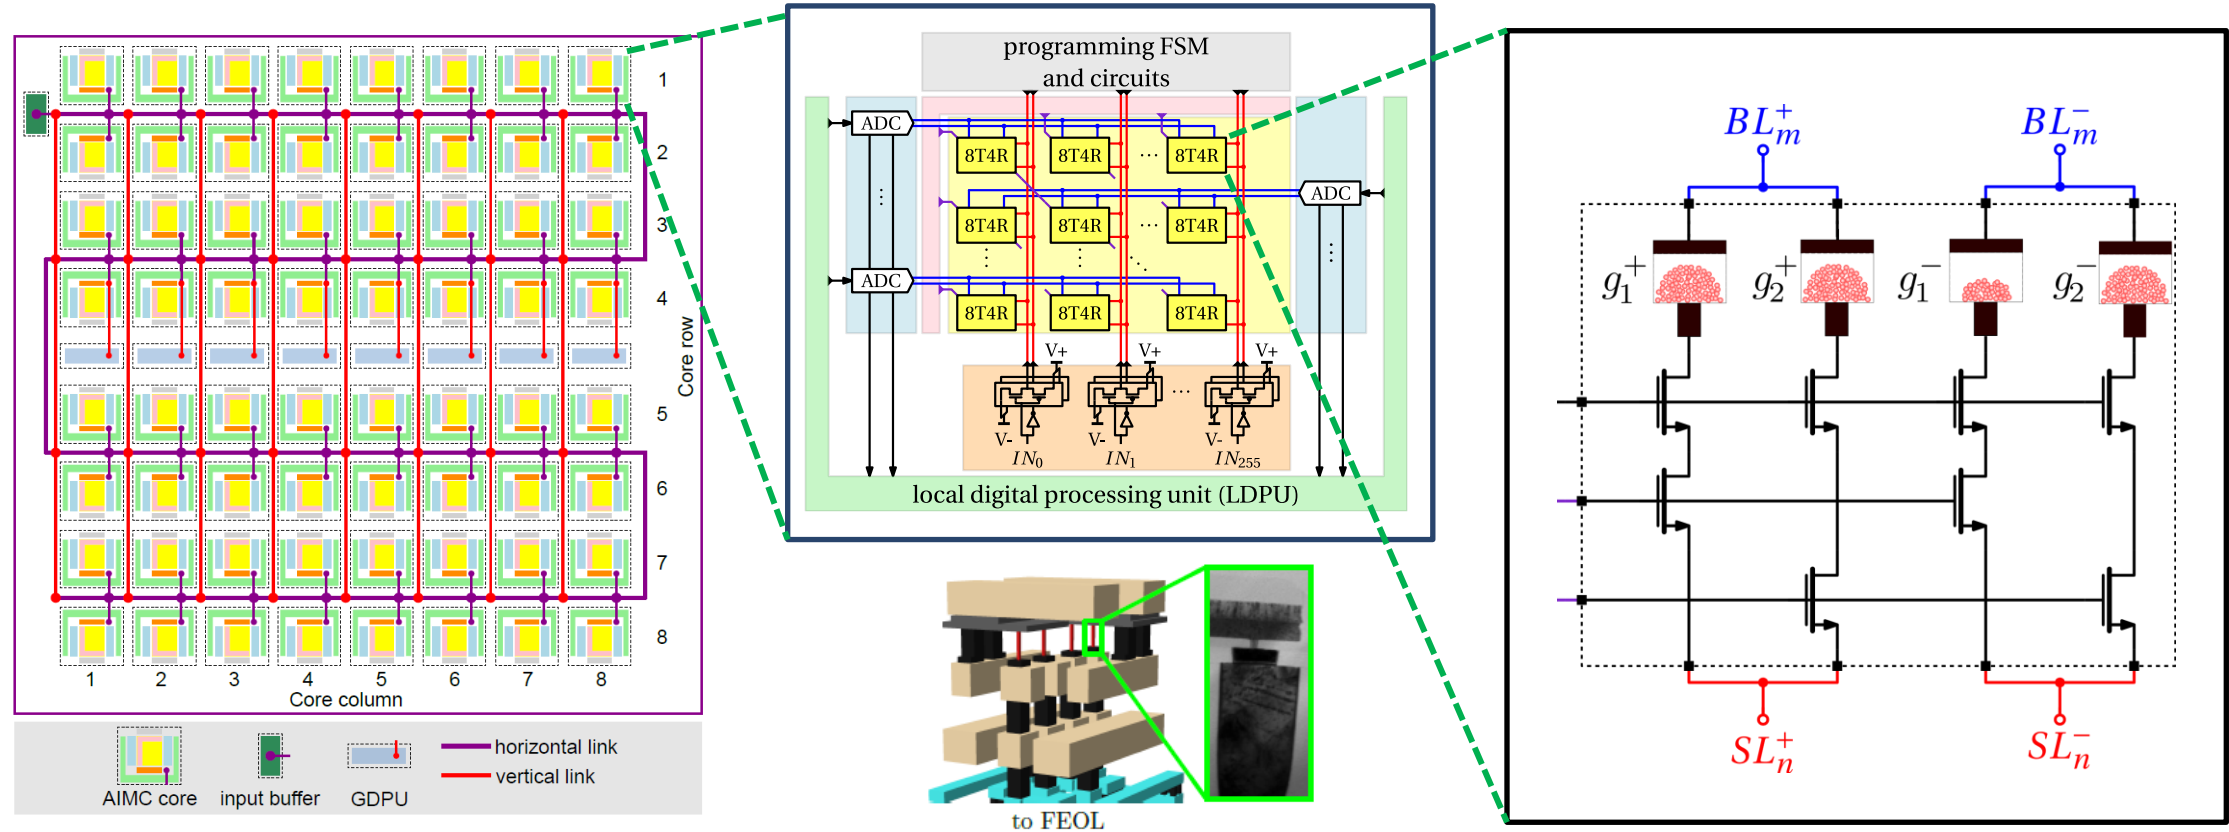 1
2
3
4
5
6
7
8
Core row
1 2 3 4 5 6 7 8
Core column
AIMC core
input buffer
GDPU
horizontal link
vertical link
programming FSM
and circuits
ADC
8T4R 8T4R ... 8T4R
ADC
8T4R 8T4R ... 8T4R
ADC
8T4R 8T4R 8T4R
V+ V+ V+
...
V- V- V-
IN₀ IN₁ IN₂₅₅
local digital processing unit (LDPU)
to FEOL
BL⁺ₘ BL⁻ₘ
g⁺₁ g⁺₂ g⁻₁ g⁻₂
SL⁺ₙ SL⁻ₙ